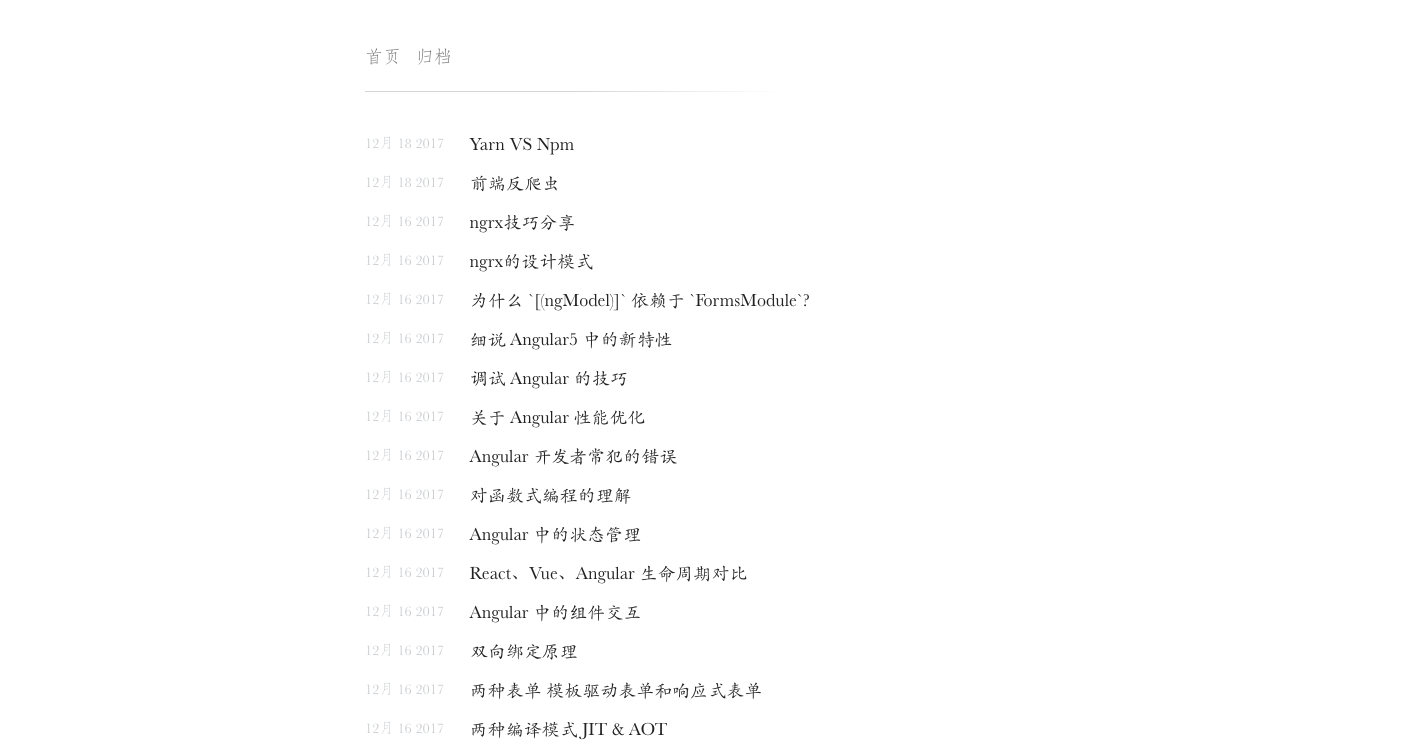 首页 归档
12月 18 2017 Yarn VS Npm
12月 18 2017 前端反爬虫
12月 16 2017 ngrx技巧分享
12月 16 2017 ngrx的设计模式
12月 16 2017 为什么 `[(ngModel)]` 依赖于 `FormsModule`?
12月 16 2017 细说 Angular5 中的新特性
12月 16 2017 调试 Angular 的技巧
12月 16 2017 关于 Angular 性能优化
12月 16 2017 Angular 开发者常犯的错误
12月 16 2017 对函数式编程的理解
12月 16 2017 Angular 中的状态管理
12月 16 2017 React、Vue、Angular 生命周期对比
12月 16 2017 Angular 中的组件交互
12月 16 2017 双向绑定原理
12月 16 2017 两种表单 模板驱动表单和响应式表单
12月 16 2017 两种编译模式 JIT & AOT